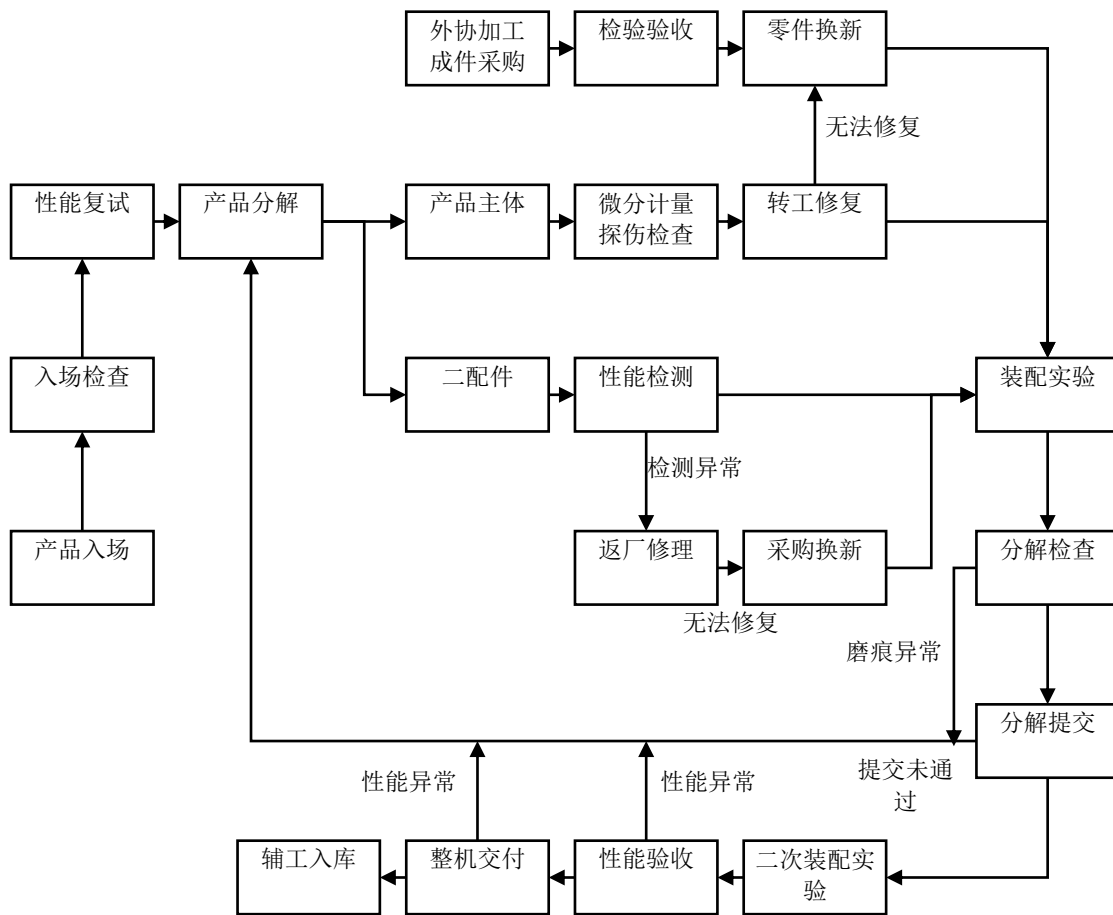 外协加工
成件采购
检验验收
零件换新
无法修复
性能复试
产品分解
产品主体
微分计量
探伤检查
转工修复
入场检查
二配件
性能检测
装配实验
检测异常
产品入场
返厂修理
采购换新
分解检查
无法修复
磨痕异常
分解提交
性能异常
性能异常
提交未通
过
辅工入库
整机交付
性能验收
二次装配实
验